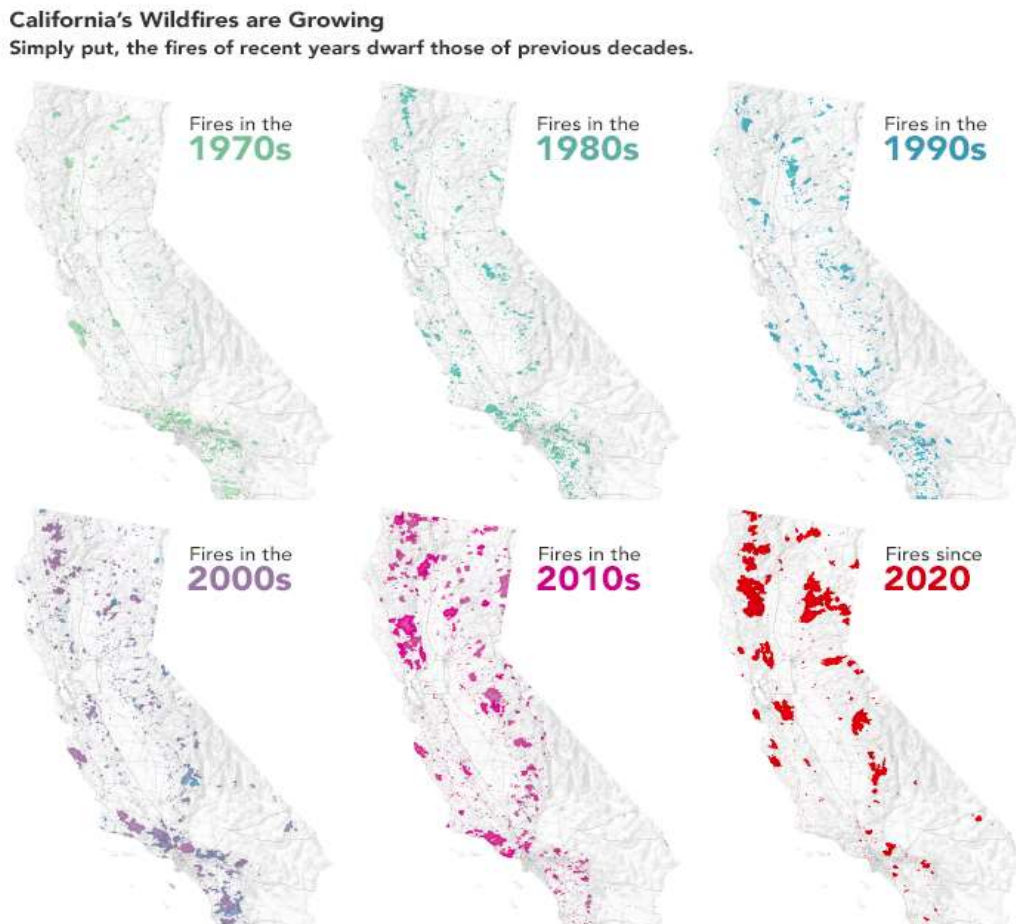 California's Wildfires are Growing
Simply put, the fires of recent years dwarf those of previous decades.
Fires in the
1970s
Fires in the
1980s
Fires in the
1990s
Fires in the
2000s
Fires in the
2010s
Fires since
2020